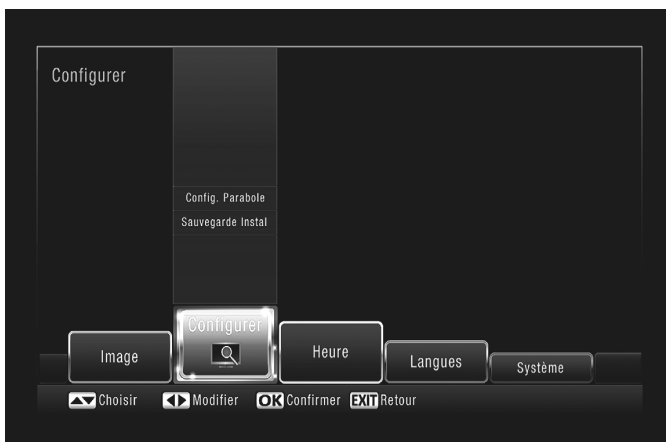 Configurer
Config. Parabole
Sauvegarde Instal
Configurer
Image
Heure
Langues
Système
Choisir Modifier OK Confirmer EXIT Retour